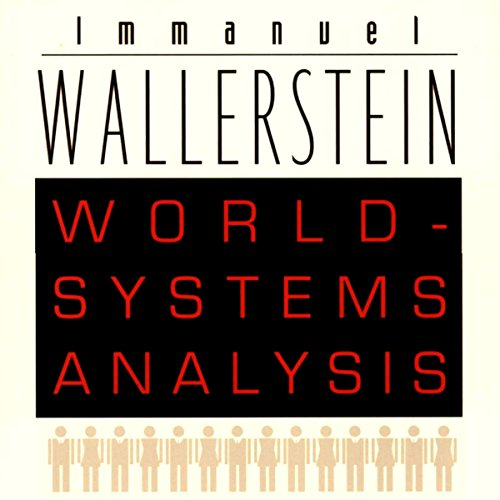 Immanuel
WALLERSTEIN
WORLD-
SYSTEMS
ANALYSIS